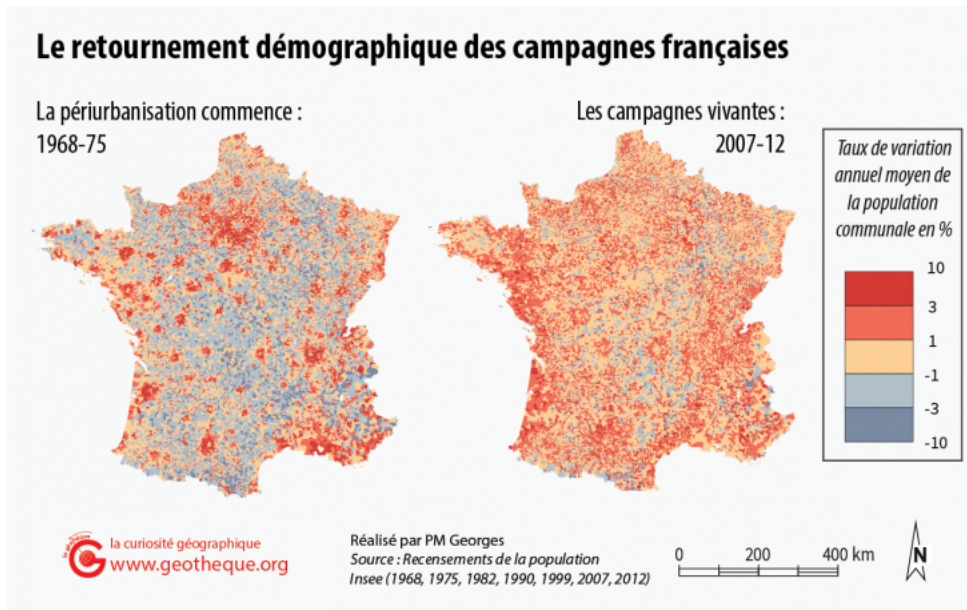 Le retournement démographique des campagnes françaises
La périurbanisation commence :
1968-75
Les campagnes vivantes :
2007-12
Taux de variation
annuel moyen de
la population
communale en %
10
3
1
-1
-3
-10
la curiosité géographique
www.geotheque.org
Réalisé par PM Georges
Source : Recensements de la population
Insee (1968, 1975, 1982, 1990, 1999, 2007, 2012)
0 200 400 km
N